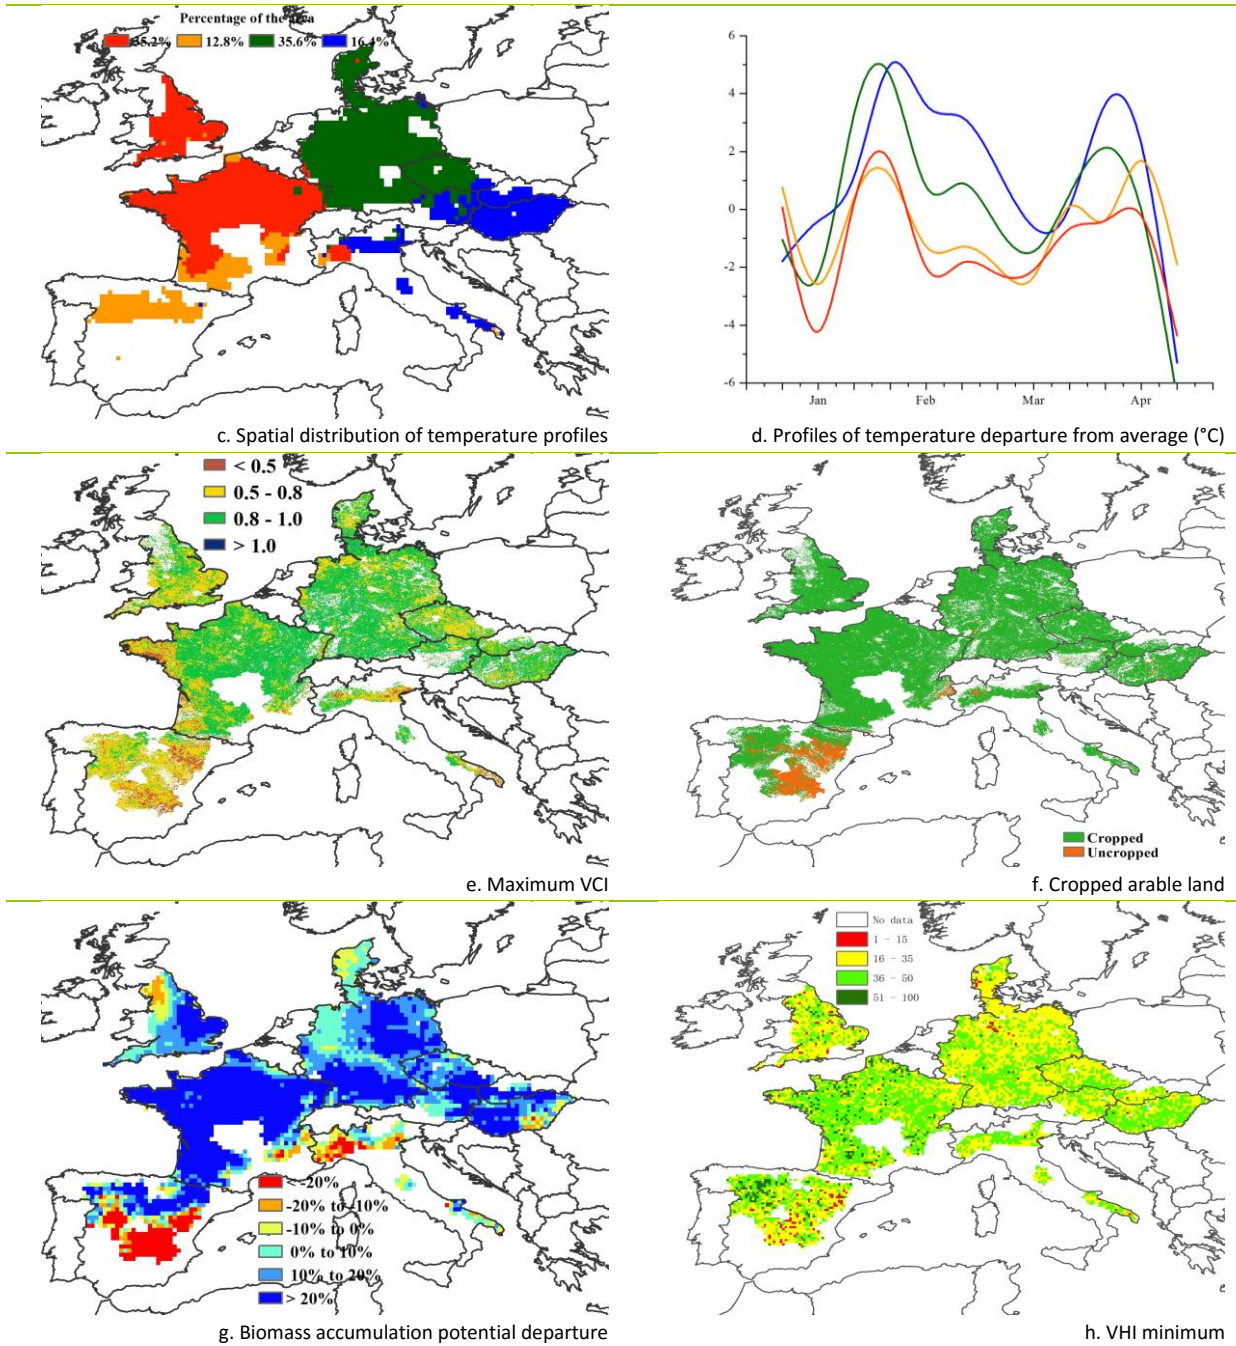 Percentage of the area
35.2% 12.8% 35.6% 16.4%
c. Spatial distribution of temperature profiles
6
4
2
0
-2
-4
-6
Jan Feb Mar Apr
d. Profiles of temperature departure from average (°C)
< 0.5
0.5 - 0.8
0.8 - 1.0
> 1.0
e. Maximum VCI
Cropped
Uncropped
f. Cropped arable land
< -20%
-20% to -10%
-10% to 0%
0% to 10%
10% to 20%
> 20%
g. Biomass accumulation potential departure
No data
1 - 15
16 - 35
36 - 50
51 - 100
h. VHI minimum